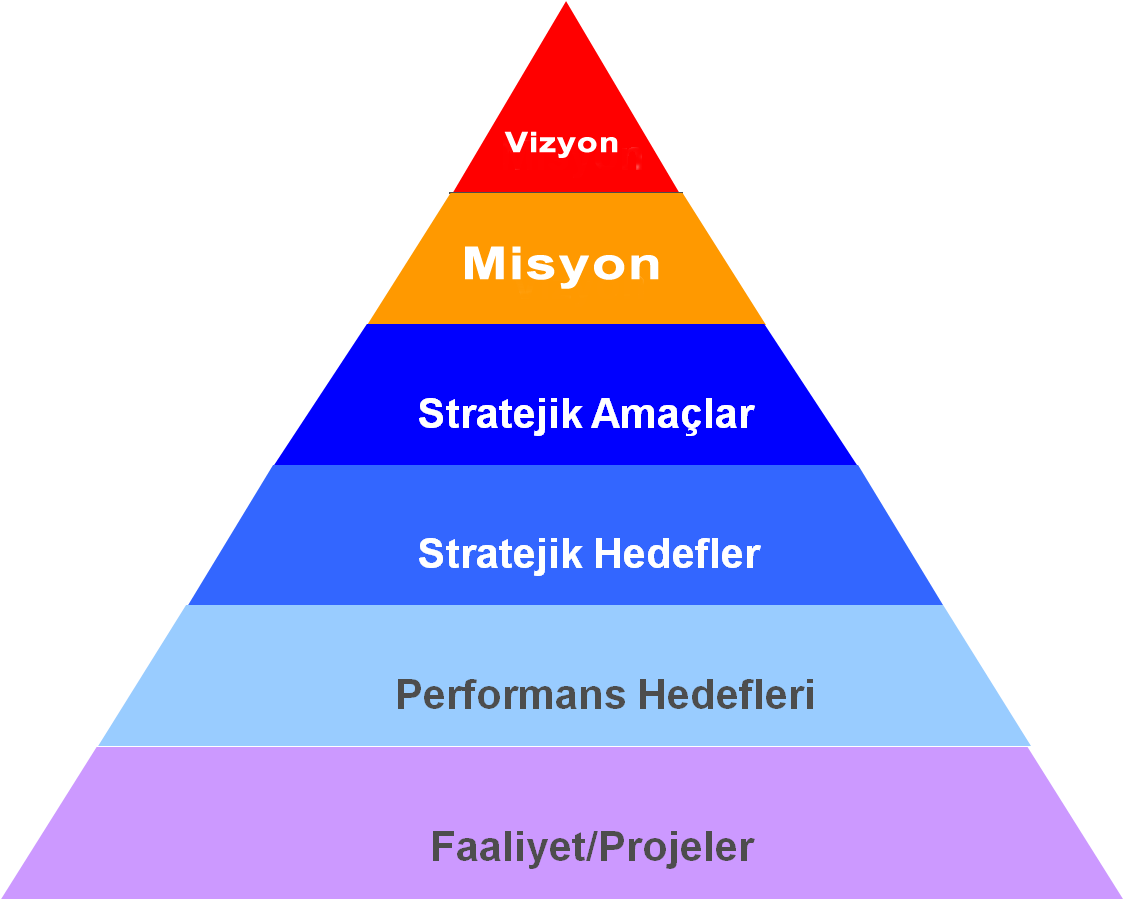 Vizyon
Misyon
Stratejik Amaçlar
Stratejik Hedefler
Performans Hedefleri
Faaliyet/Projeler